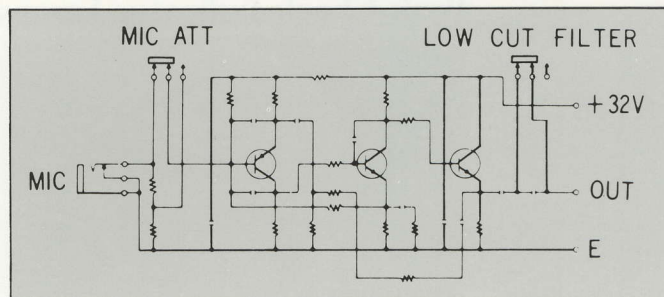 MIC ATT
LOW CUT FILTER
+32V
MIC
OUT
E